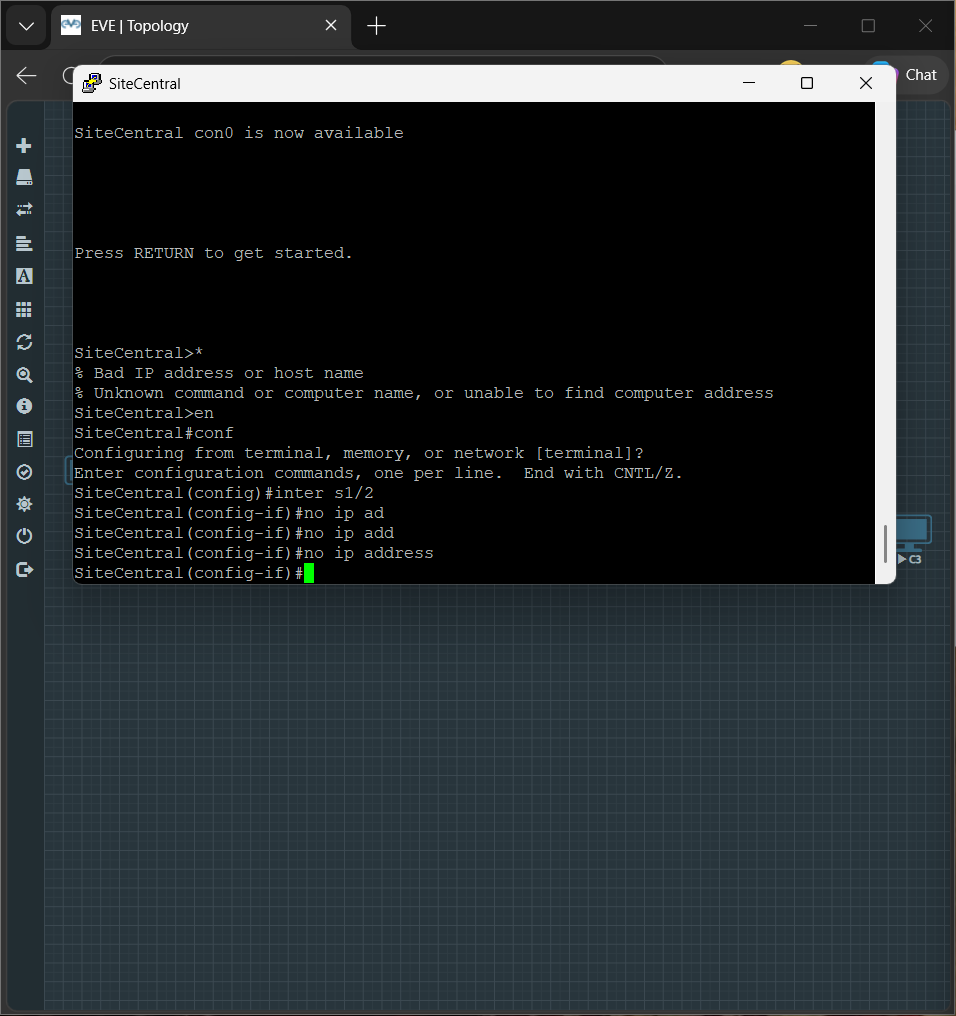 EVE | Topology
Chat
SiteCentral
SiteCentral con0 is now available
Press RETURN to get started.
SiteCentral>*
% Bad IP address or host name
% Unknown command or computer name, or unable to find computer address
SiteCentral>en
SiteCentral#conf
Configuring from terminal, memory, or network [terminal]?
Enter configuration commands, one per line.  End with CNTL/Z.
SiteCentral(config)#inter s1/2
SiteCentral(config-if)#no ip ad
SiteCentral(config-if)#no ip add
SiteCentral(config-if)#no ip address
SiteCentral(config-if)#
C3